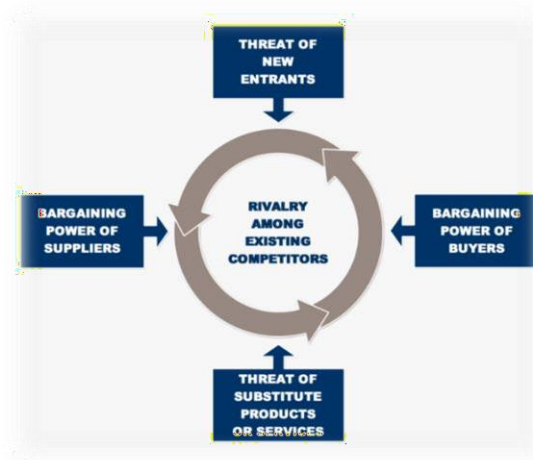 THREAT OF
NEW
ENTRANTS
BARGAINING
POWER OF
SUPPLIERS
RIVALRY
AMONG
EXISTING
COMPETITORS
BARGAINING
POWER OF
BUYERS
THREAT OF
SUBSTITUTE
PRODUCTS
OR SERVICES